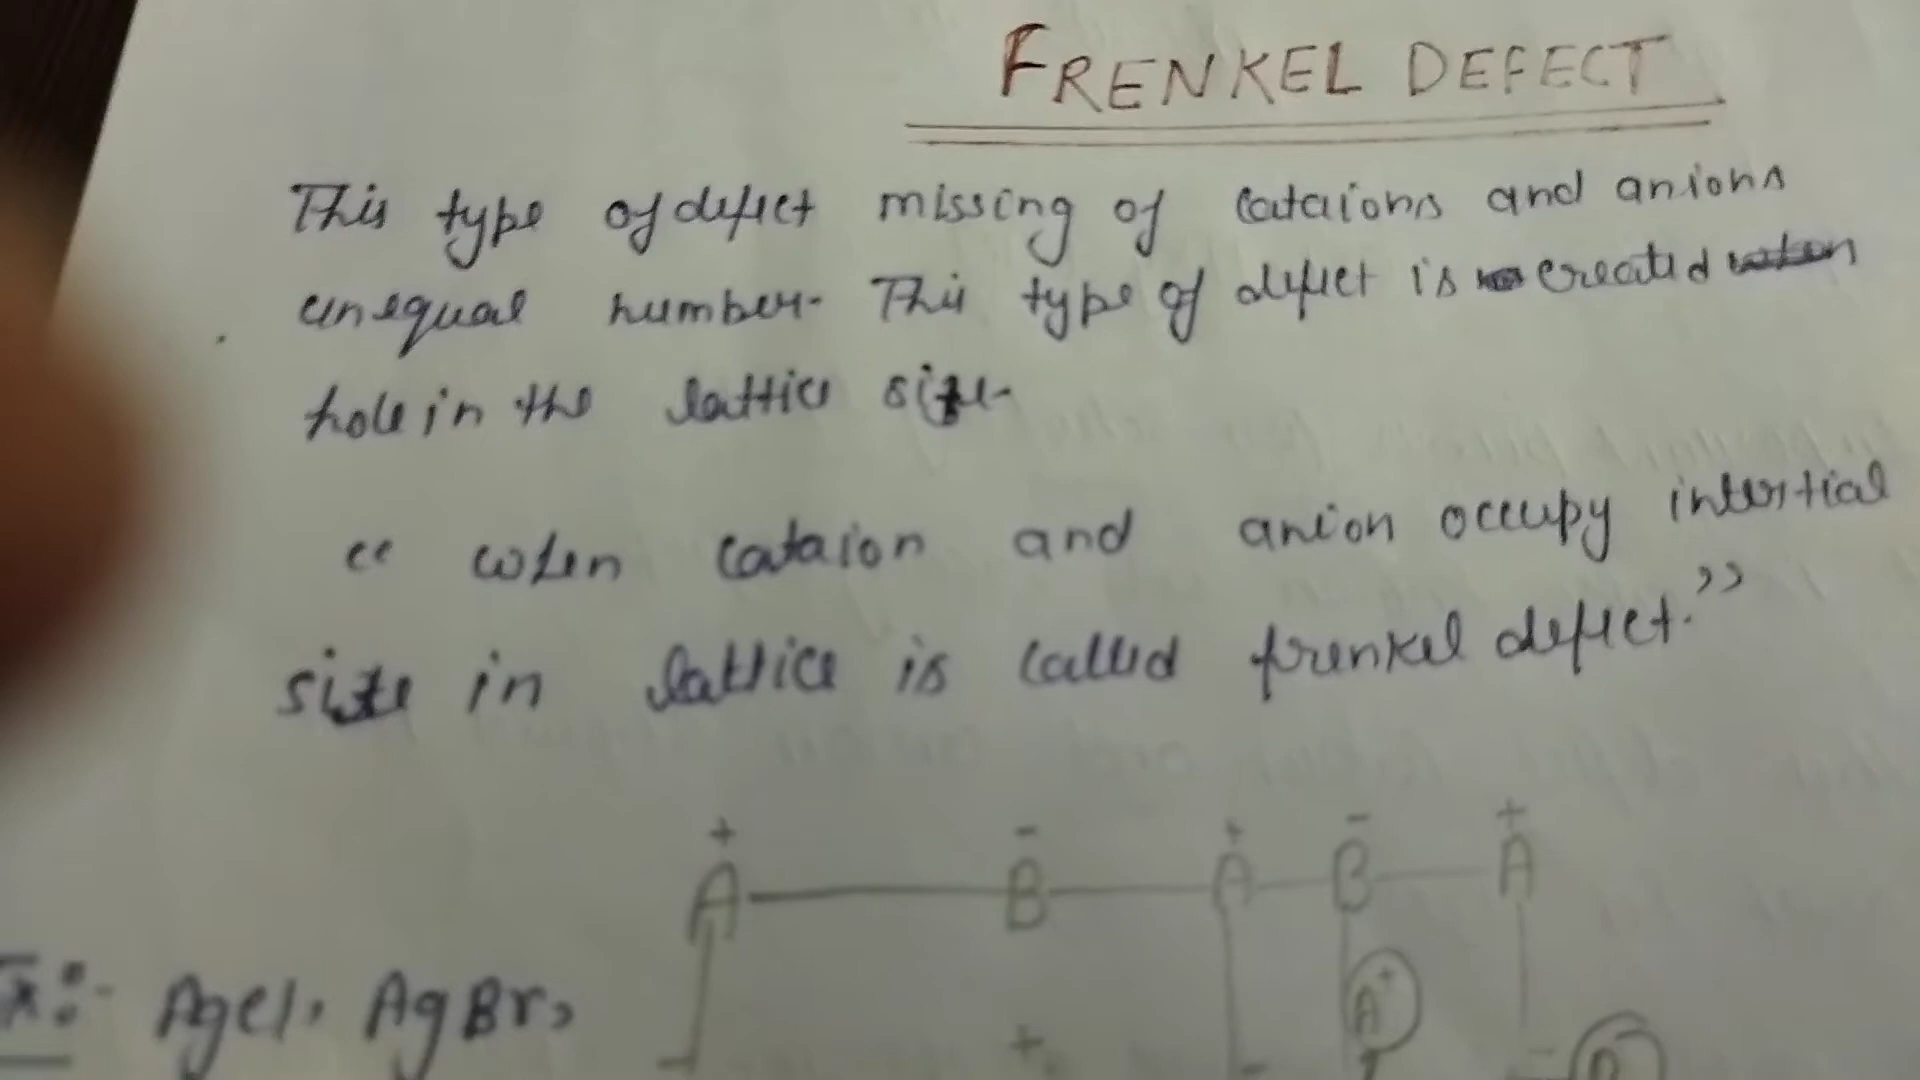 FRENKEL DEFECT
This type of defect missing of cataions and anions
unequal number. This type of defect is created
hole in the lattice site.
“ when cataion and anion occupy intertial
site in lattice is called frenkel defect.”
+ - + - +
A B A B A
A+
Ex:- AgCl, AgBr,
+
- -
B